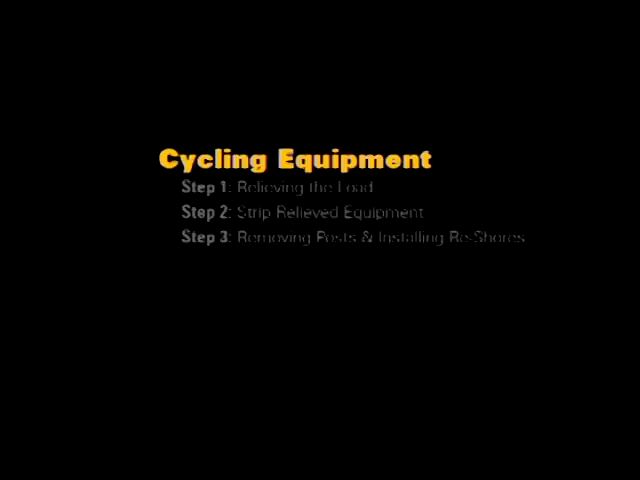 Cycling Equipment
Step 1: Relieving the Load
Step 2: Strip Relieved Equipment
Step 3: Removing Posts & Installing Re-Shores